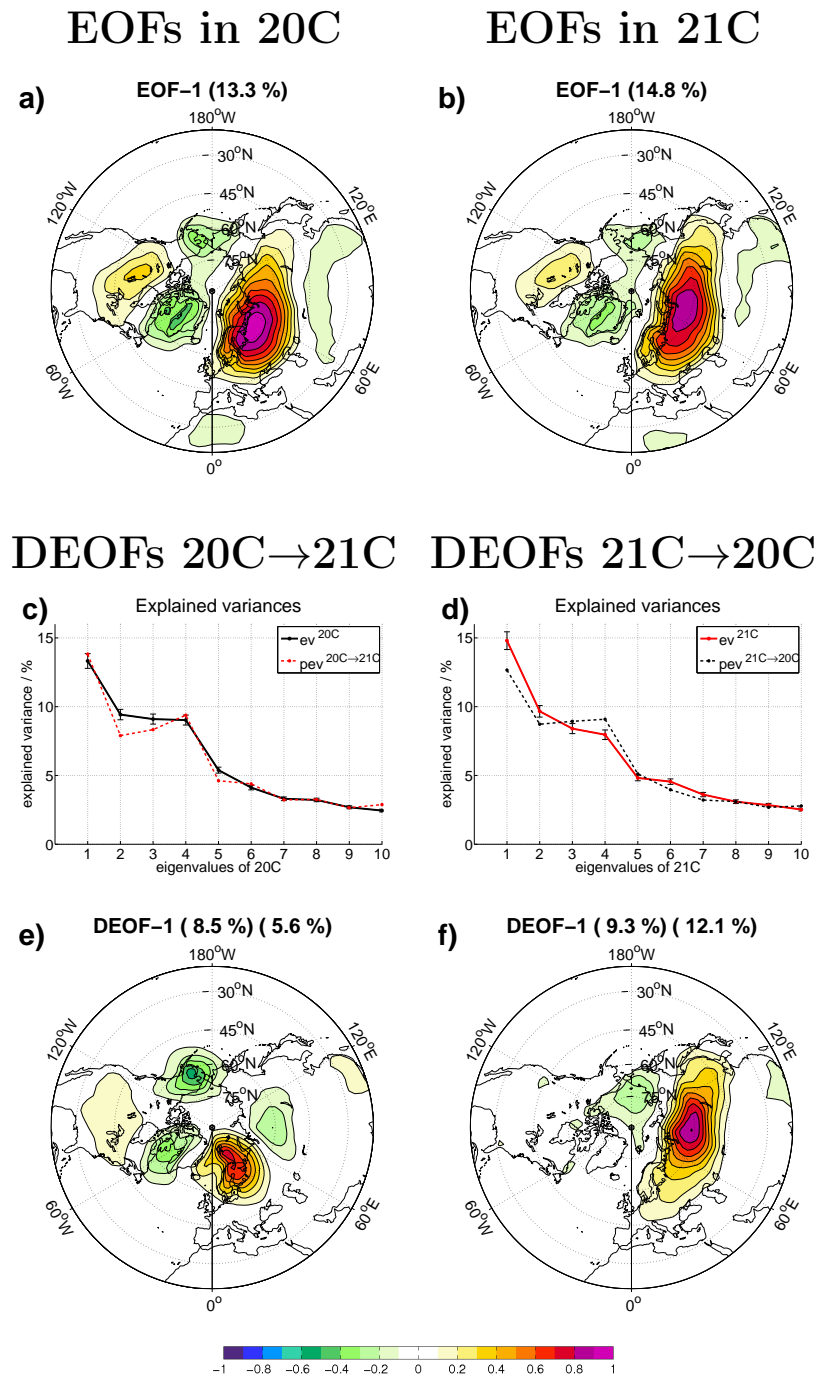 EOFs in 20C
EOFs in 21C
a)
EOF−1 (13.3 %)
180°W
30°N
45°N
60°N
75°N
120°W
120°E
60°W
60°E
0°
b)
EOF−1 (14.8 %)
180°W
30°N
45°N
60°N
75°N
120°W
120°E
60°W
60°E
0°
DEOFs 20C→21C
DEOFs 21C→20C
c)
Explained variances
explained variance / %
15
10
5
0
ev 20C
pev 20C→21C
1 2 3 4 5 6 7 8 9 10
eigenvalues of 20C
d)
Explained variances
explained variance / %
15
10
5
0
ev 21C
pev 21C→20C
1 2 3 4 5 6 7 8 9 10
eigenvalues of 21C
e)
DEOF−1 ( 8.5 %) ( 5.6 %)
180°W
30°N
45°N
60°N
75°N
120°W
120°E
60°W
60°E
0°
f)
DEOF−1 ( 9.3 %) ( 12.1 %)
180°W
30°N
45°N
60°N
75°N
120°W
120°E
60°W
60°E
0°
−1 −0.8 −0.6 −0.4 −0.2 0 0.2 0.4 0.6 0.8 1